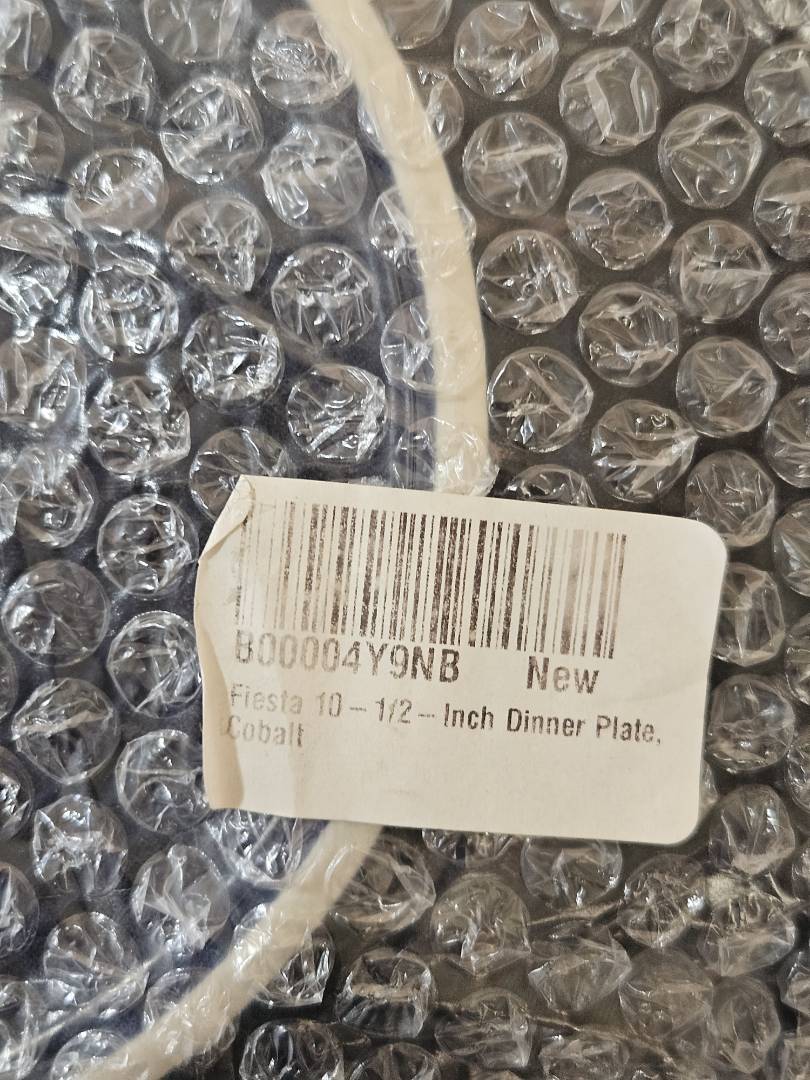 B00004Y9NB New
Fiesta 10-1/2-Inch Dinner Plate,
Cobalt